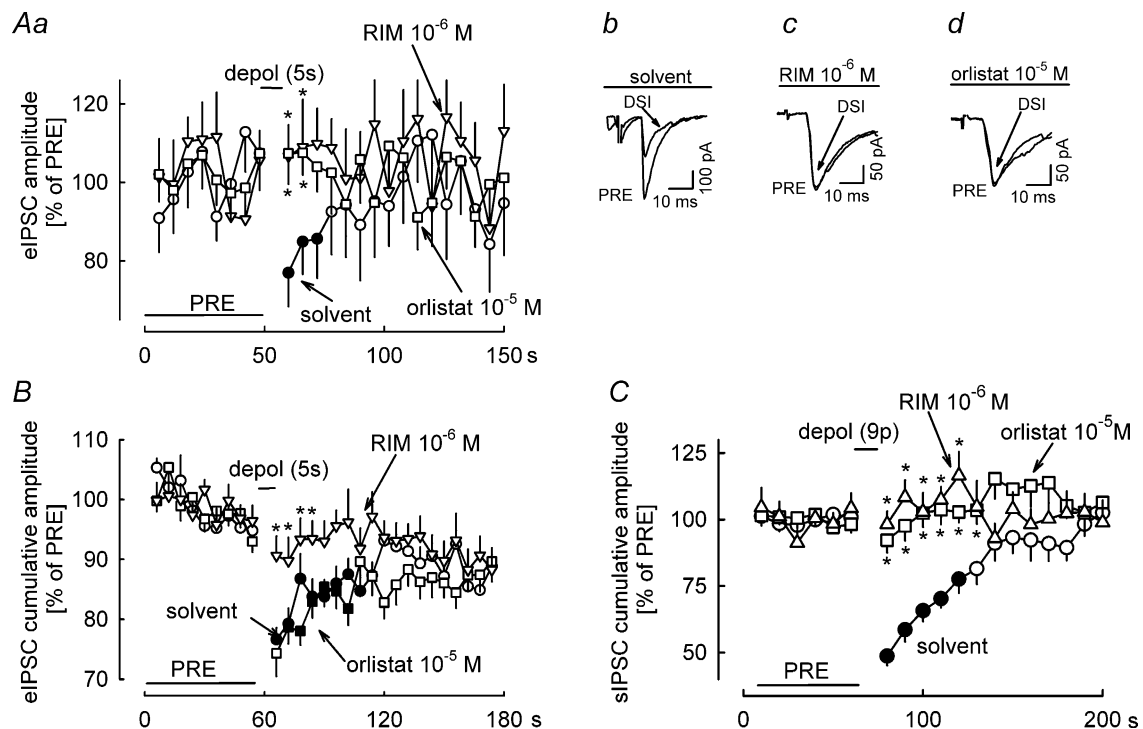 Aa
RIM 10⁻⁶ M
depol (5s)
eIPSC amplitude
[% of PRE]
120
100
80
* *
* *
PRE
solvent
orlistat 10⁻⁵ M
0 50 100 150 s
b
solvent
DSI
PRE
100 pA
10 ms
c
RIM 10⁻⁶ M
DSI
PRE
50 pA
10 ms
d
orlistat 10⁻⁵ M
DSI
PRE
50 pA
10 ms
B
eIPSC cumulative amplitude
[% of PRE]
110
100
90
80
70
depol (5s)
RIM 10⁻⁶ M
** **
solvent
orlistat 10⁻⁵ M
PRE
0 60 120 180 s
C
sIPSC cumulative amplitude
[% of PRE]
125
100
75
50
depol (9p)
RIM 10⁻⁶ M
orlistat 10⁻⁵M
* * * * *
* * * * * *
solvent
PRE
0 100 200 s